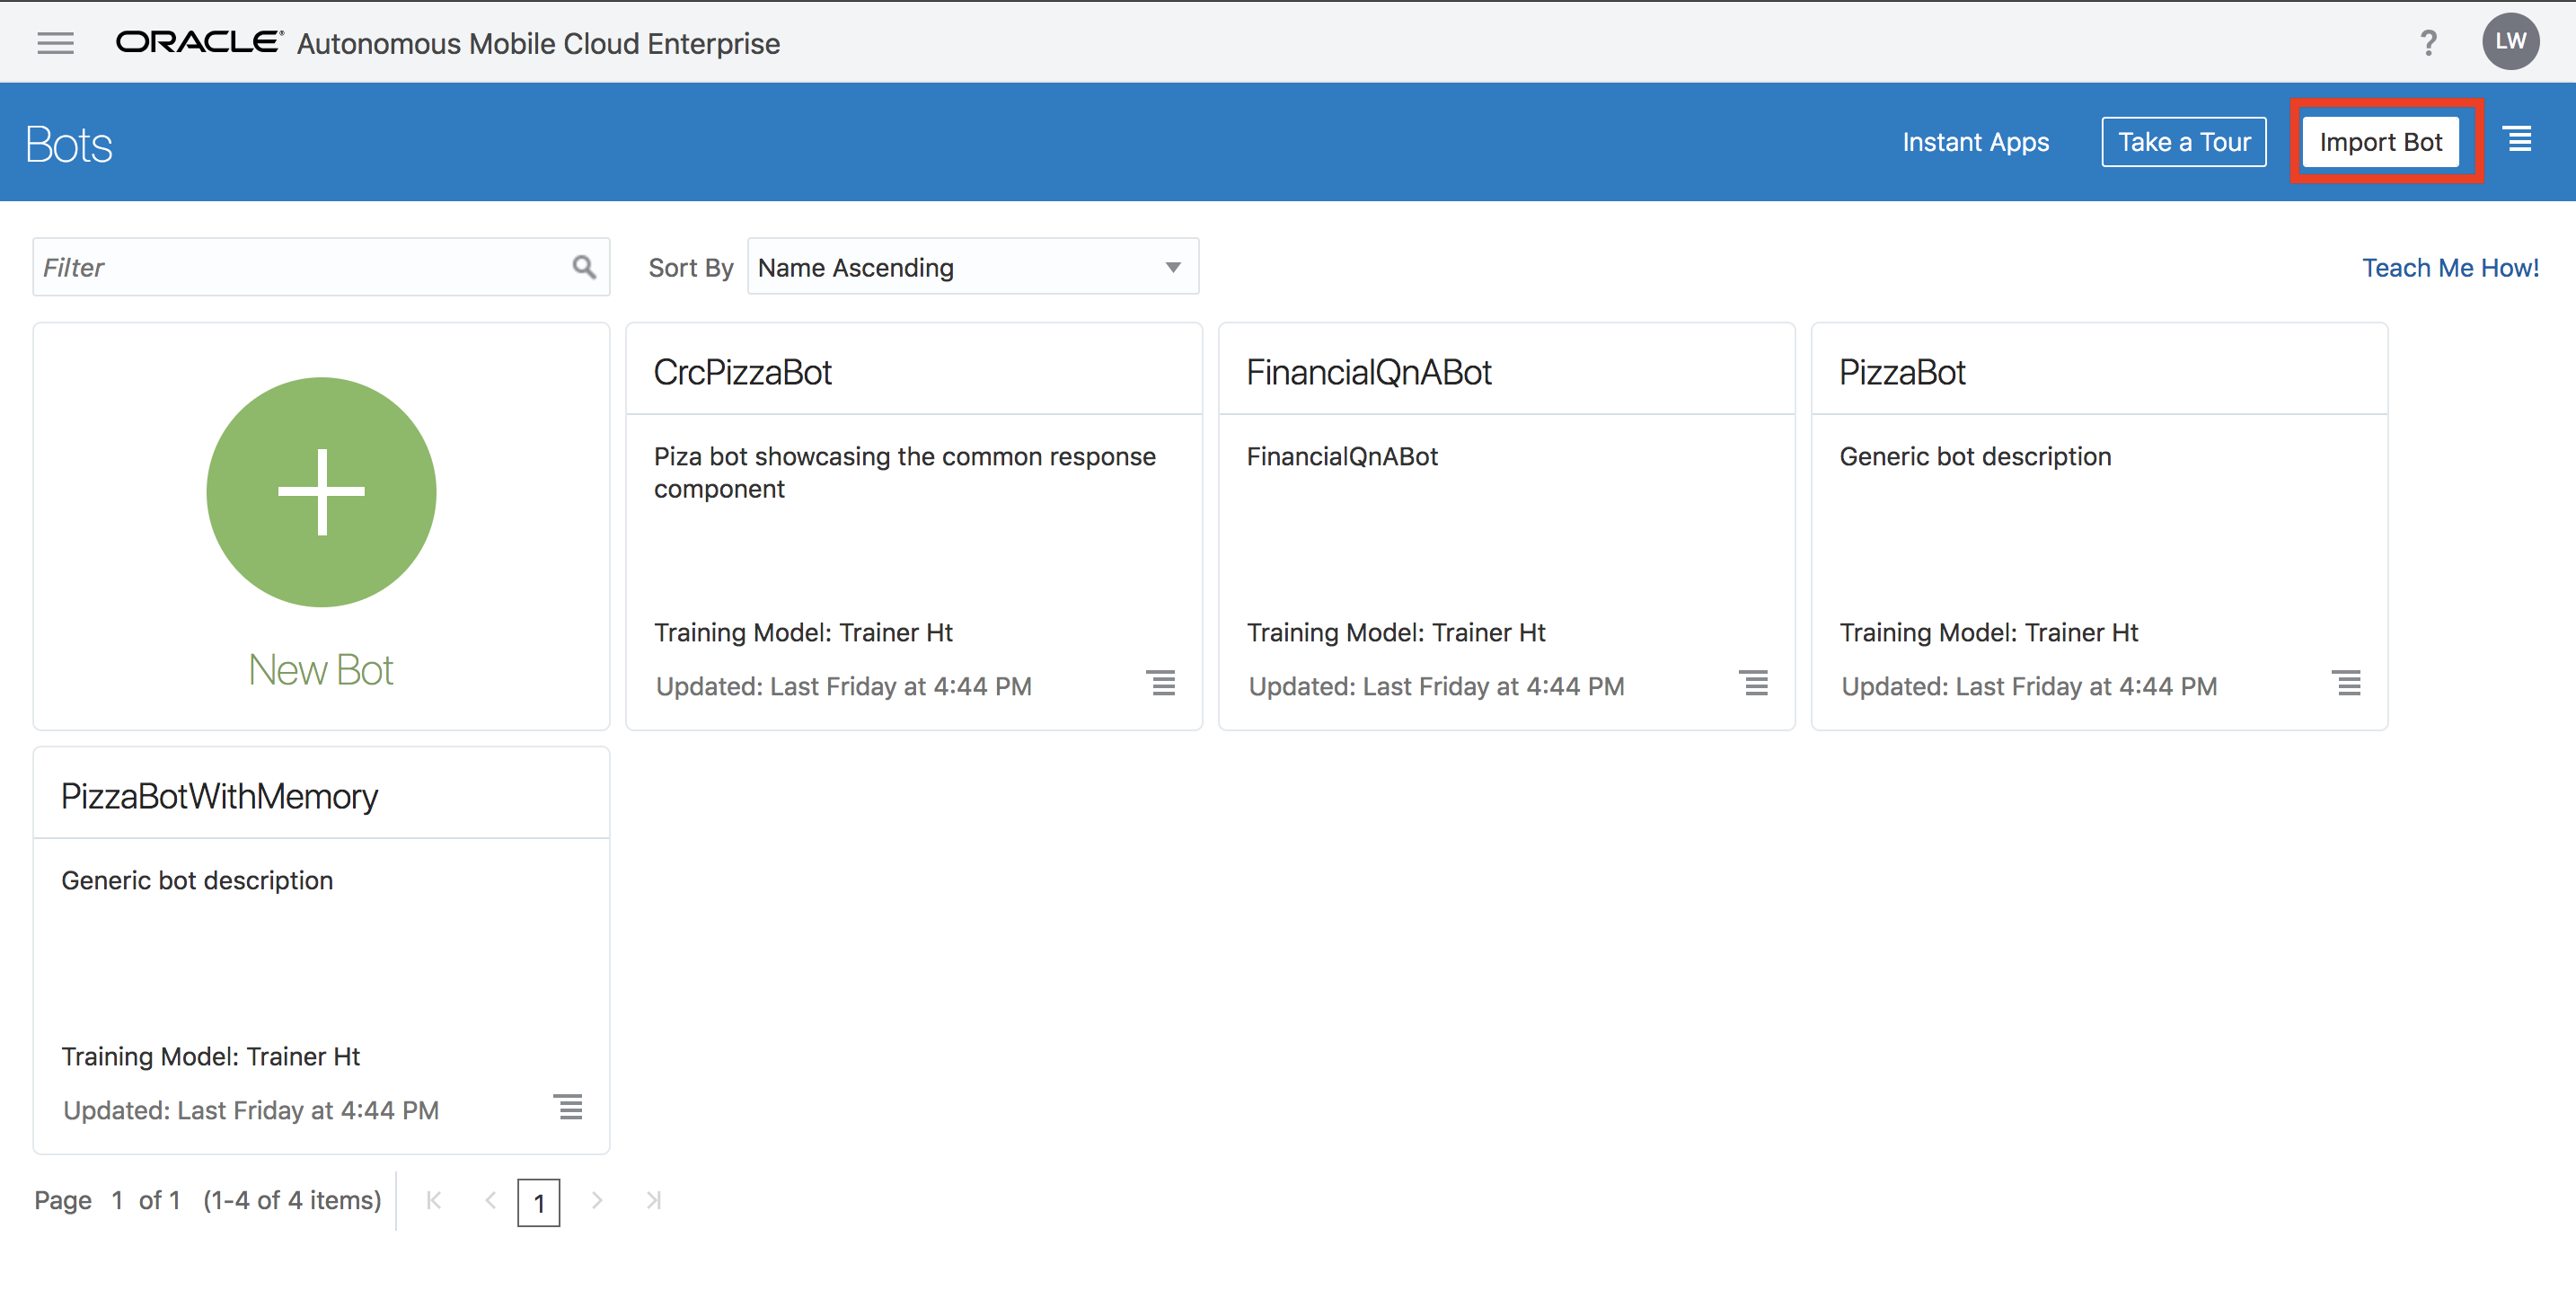 ORACLE® Autonomous Mobile Cloud Enterprise
?
LW
Bots
Instant Apps
Take a Tour
Import Bot
Filter
Sort By
Name Ascending
Teach Me How!
New Bot
CrcPizzaBot
Piza bot showcasing the common response
component
Training Model: Trainer Ht
Updated: Last Friday at 4:44 PM
FinancialQnABot
FinancialQnABot
Training Model: Trainer Ht
Updated: Last Friday at 4:44 PM
PizzaBot
Generic bot description
Training Model: Trainer Ht
Updated: Last Friday at 4:44 PM
PizzaBotWithMemory
Generic bot description
Training Model: Trainer Ht
Updated: Last Friday at 4:44 PM
Page 1 of 1 (1-4 of 4 items)
1